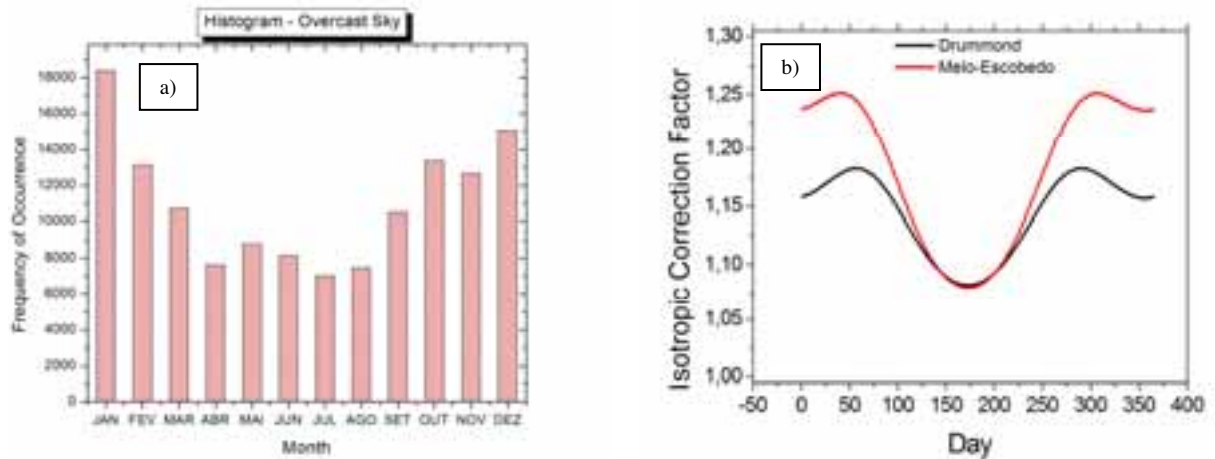 Histogram - Overcast Sky
a)
Frequency of Occurrence
18000
16000
14000
12000
10000
8000
6000
4000
2000
0
JAN FEV MAR ABR MAI JUN JUL AGO SET OUT NOV DEZ
Month
b)
Drummond
Melo-Escobedo
Isotropic Correction Factor
1,30
1,25
1,20
1,15
1,10
1,05
1,00
-50 0 50 100 150 200 250 300 350 400
Day